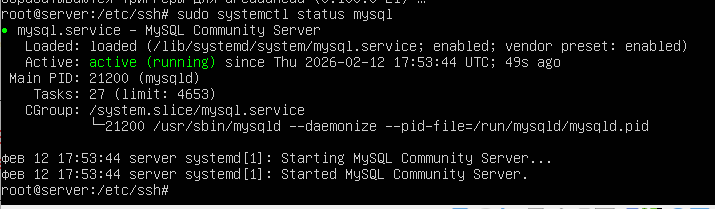 root@server:/etc/ssh# sudo systemctl status mysql
● mysql.service – MySQL Community Server
Loaded: loaded (/lib/systemd/system/mysql.service; enabled; vendor preset: enabled)
Active: active (running) since Thu 2026-02-12 17:53:44 UTC; 49s ago
Main PID: 21200 (mysqld)
Tasks: 27 (limit: 4653)
CGroup: /system.slice/mysql.service
└─21200 /usr/sbin/mysqld --daemonize --pid-file=/run/mysqld/mysqld.pid
фев 12 17:53:44 server systemd[1]: Starting MySQL Community Server...
фев 12 17:53:44 server systemd[1]: Started MySQL Community Server.
root@server:/etc/ssh#